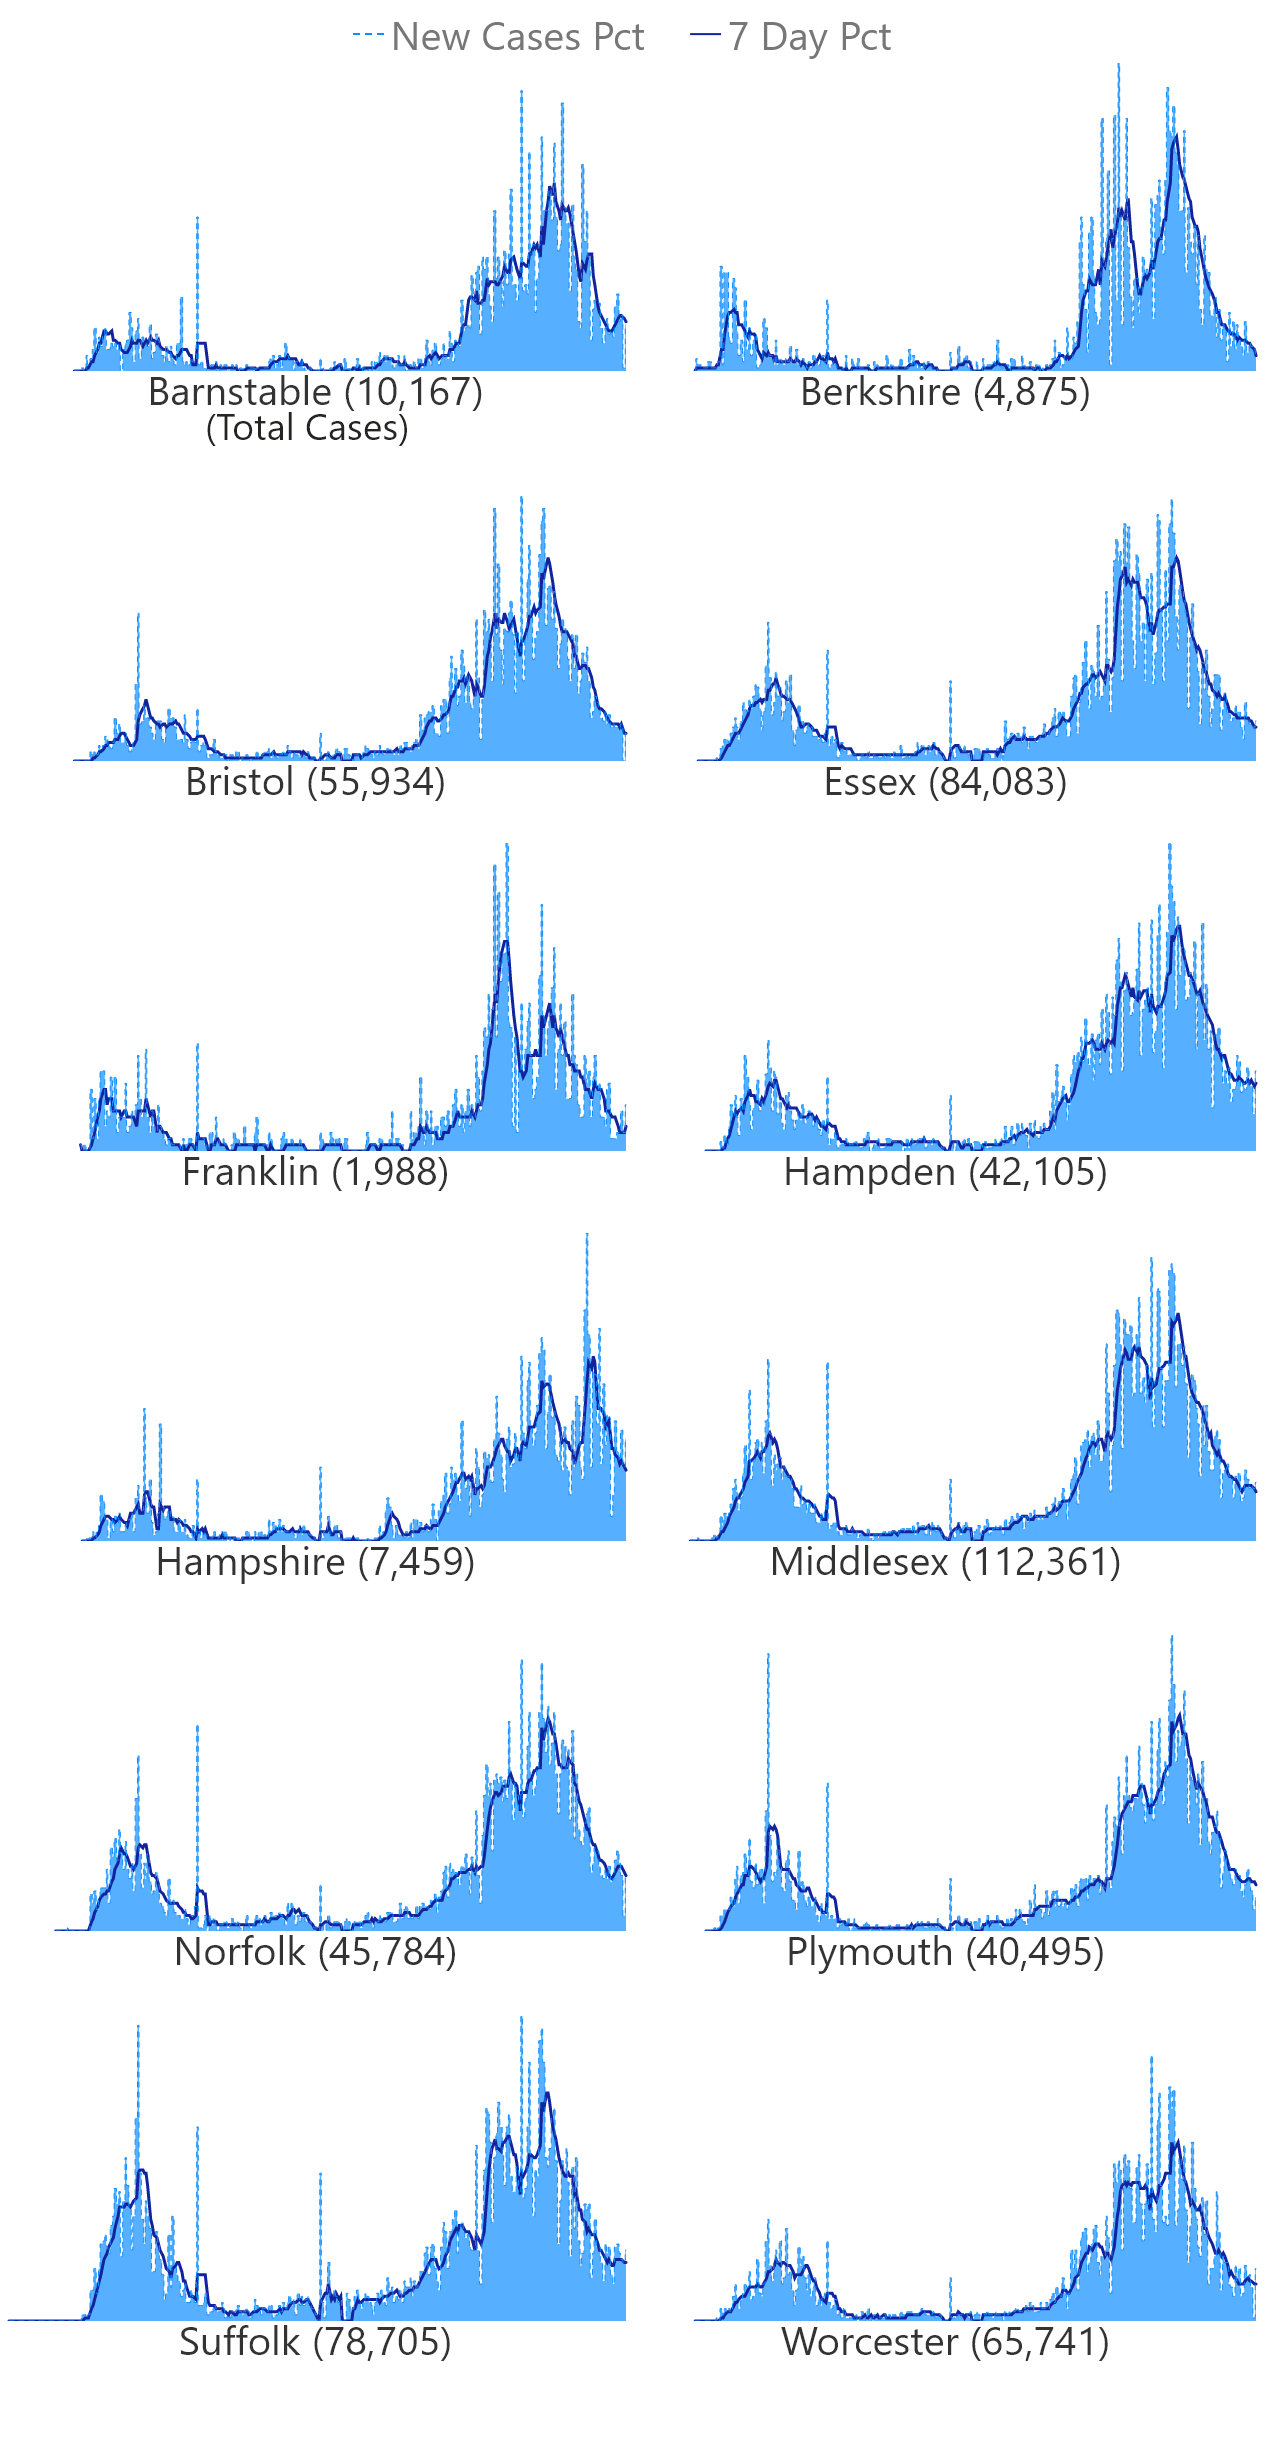 New Cases Pct 7 Day Pct
Barnstable (10,167)
(Total Cases)
Berkshire (4,875)
Bristol (55,934)
Essex (84,083)
Franklin (1,988)
Hampden (42,105)
Hampshire (7,459)
Middlesex (112,361)
Norfolk (45,784)
Plymouth (40,495)
Suffolk (78,705)
Worcester (65,741)